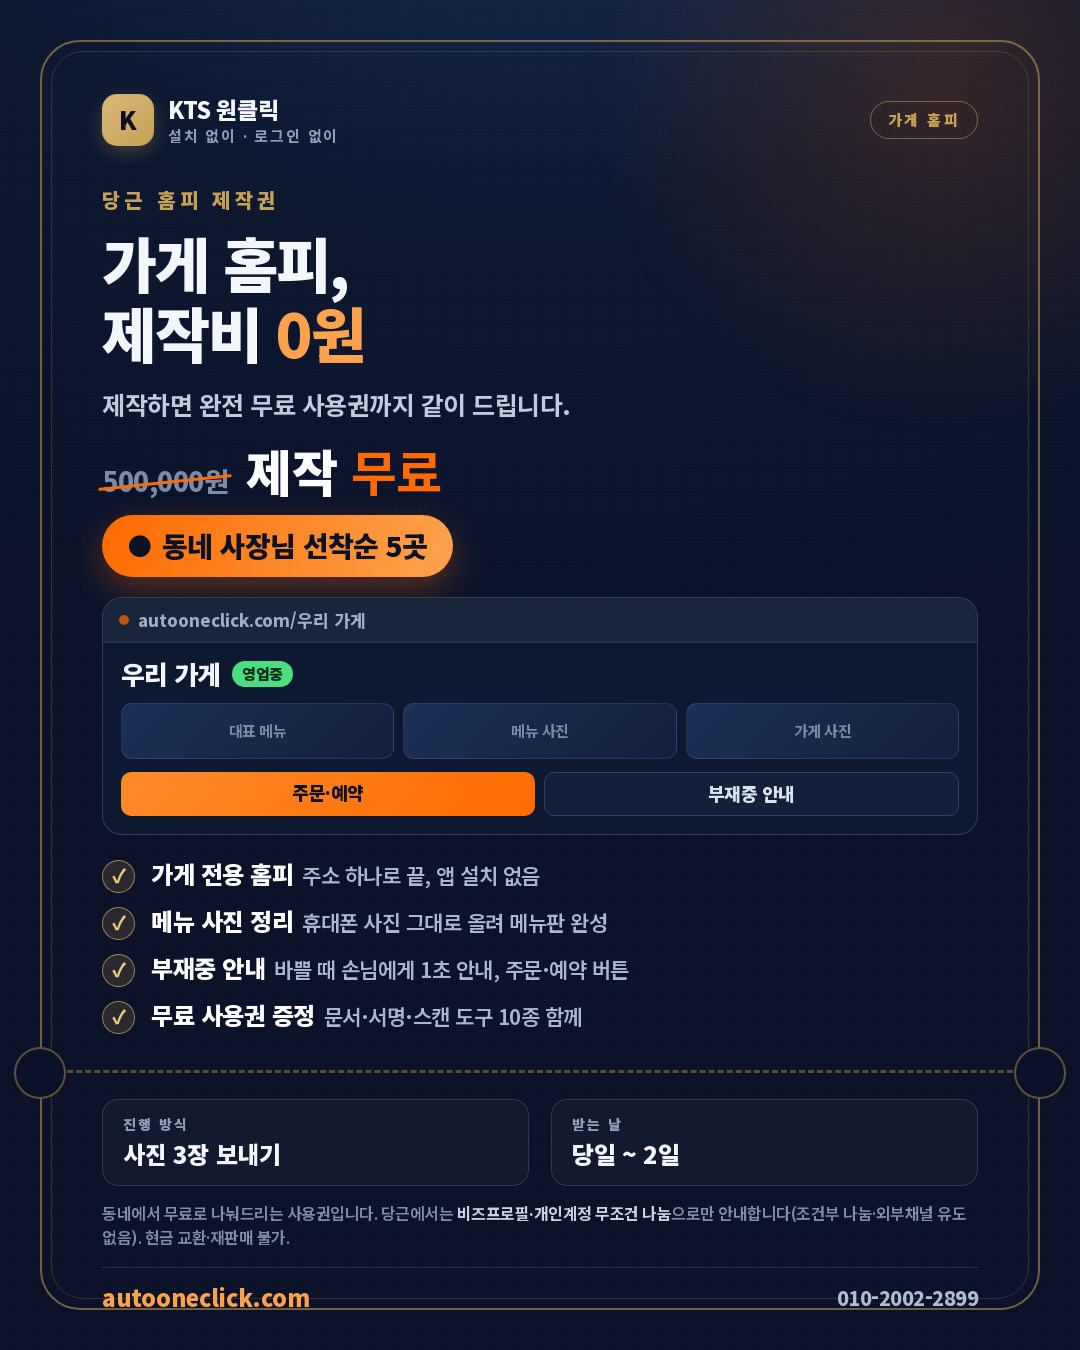 K
KTS 원클릭
설치 없이 · 로그인 없이
가게 홈피
당근 홈피 제작권
가게 홈피,
제작비 0원
제작하면 완전 무료 사용권까지 같이 드립니다.
500,000원 제작 무료
● 동네 사장님 선착순 5곳
autooneclick.com/우리 가게
우리 가게 영업중
대표 메뉴 메뉴 사진 가게 사진
주문·예약 부재중 안내
✓ 가게 전용 홈피 주소 하나로 끝, 앱 설치 없음
✓ 메뉴 사진 정리 휴대폰 사진 그대로 올려 메뉴판 완성
✓ 부재중 안내 바쁠 때 손님에게 1초 안내, 주문·예약 버튼
✓ 무료 사용권 증정 문서·서명·스캔 도구 10종 함께
진행 방식
사진 3장 보내기
받는 날
당일 ~ 2일
동네에서 무료로 나눠드리는 사용권입니다. 당근에서는 비즈프로필·개인계정 무조건 나눔으로만 안내합니다(조건부 나눔·외부채널 유도
없음). 현금 교환·재판매 불가.
autooneclick.com
010-2002-2899